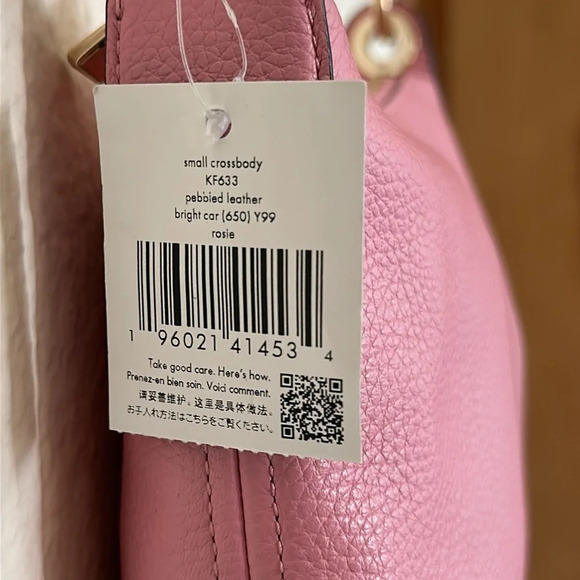 small crossbody
KF633
pebbled leather
bright car (650) Y99
rosie
1 96021 41453 4
Take good care. Here's how.
Prenez-en bien soin. Voici comment.
请妥善维护。这里是具体做法。
お手入れ方法はこちらをご覧ください。